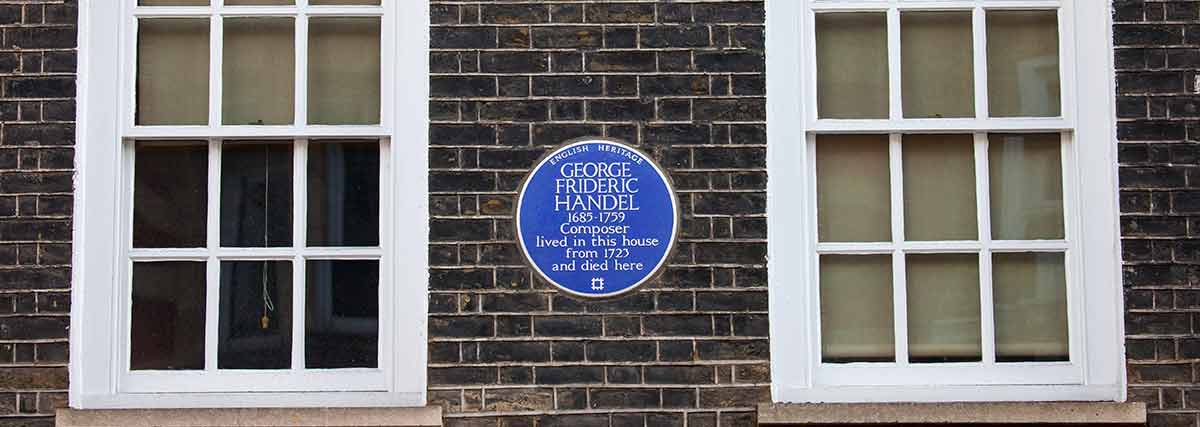 ENGLISH HERITAGE
GEORGE
FRIDERIC
HANDEL
1685-1759
Composer
lived in this house
from 1723
and died here